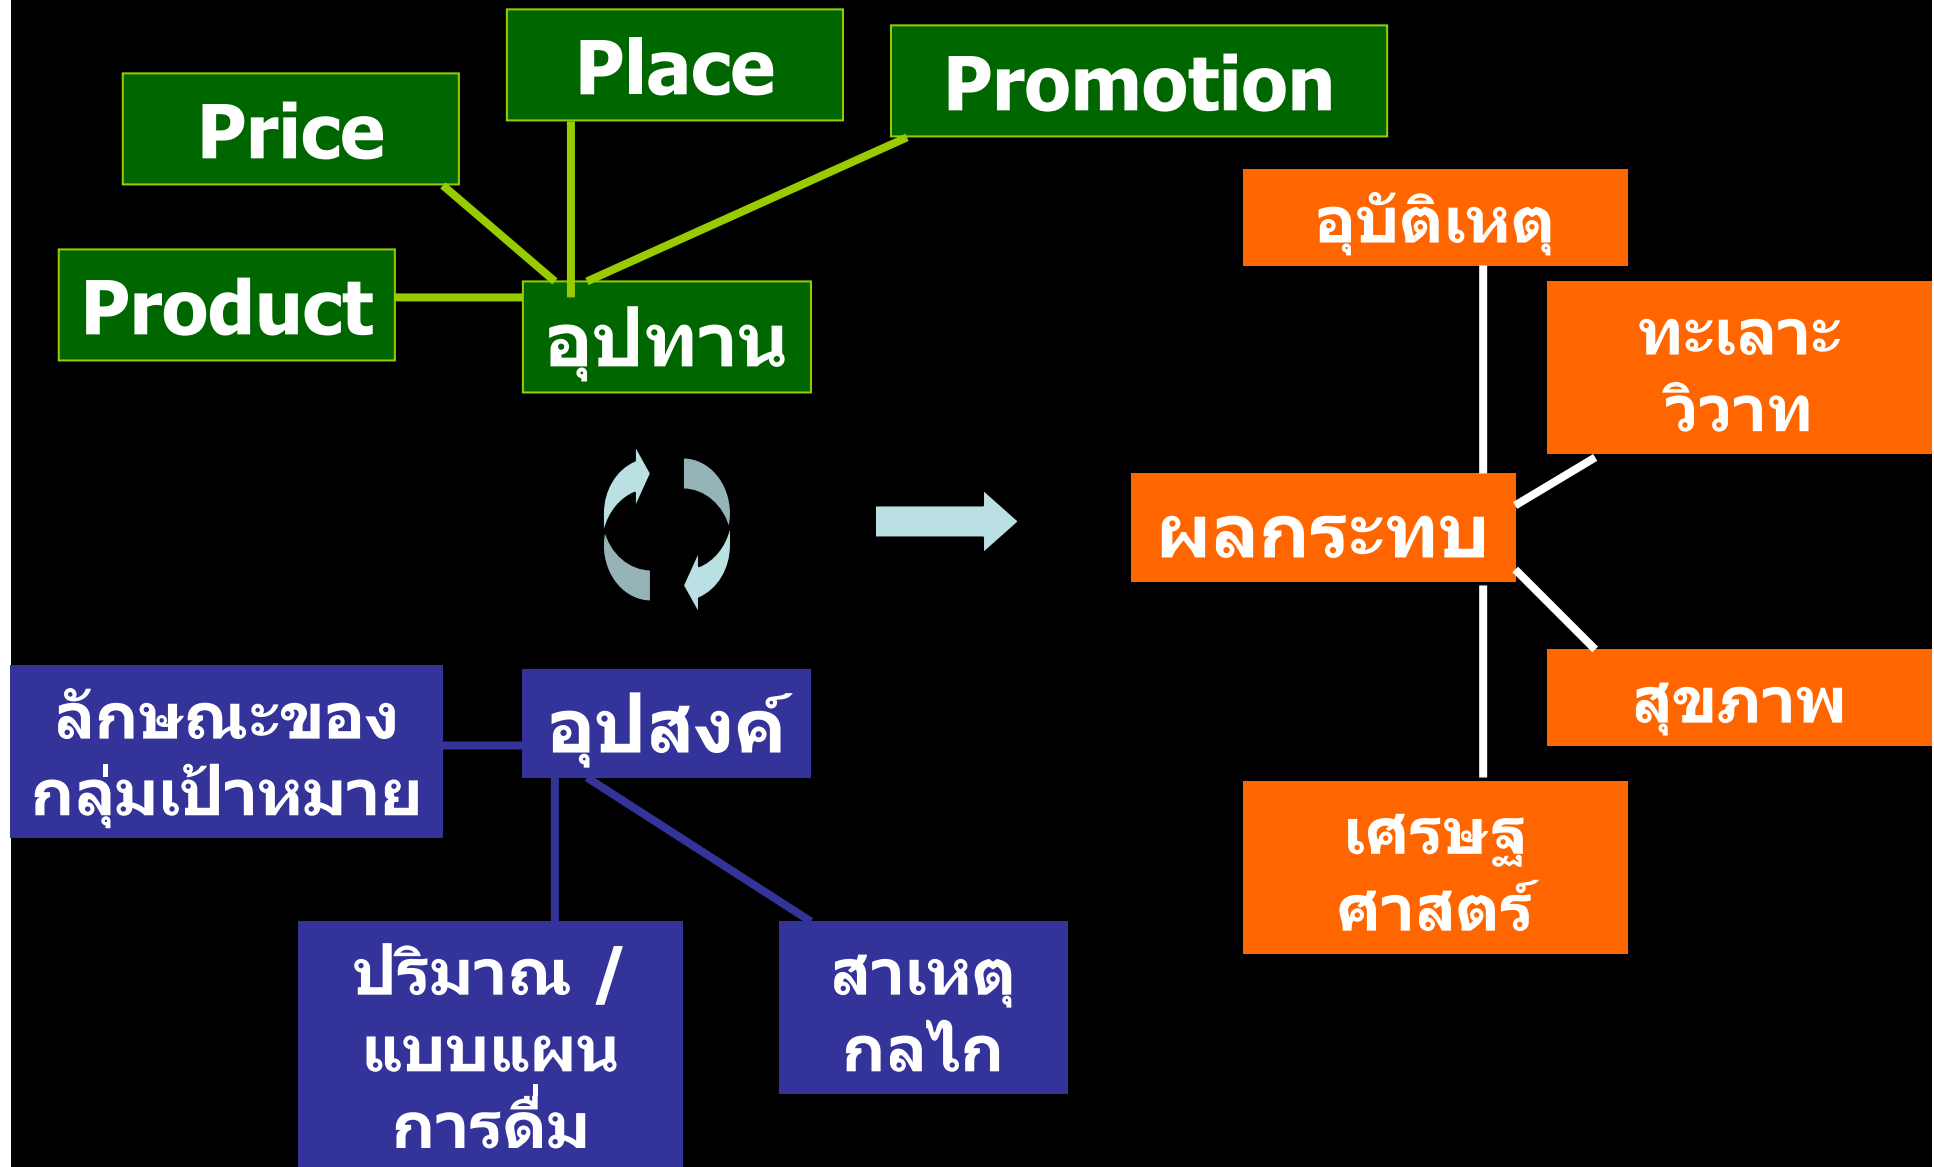 Place
Promotion
Price
Product
อุปทาน
อุบัติเหตุ
ทะเลาะ
วิวาท
ผลกระทบ
สุขภาพ
เศรษฐ
ศาสตร์
ลักษณะของ
กลุ่มเป้าหมาย
อุปสงค์
ปริมาณ /
แบบแผน
การดื่ม
สาเหตุ
กลไก